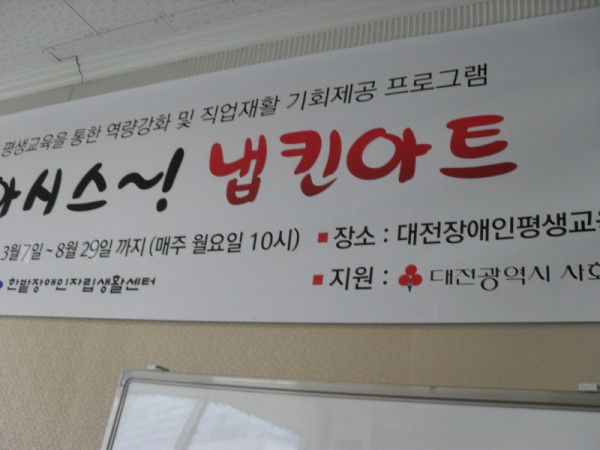 평생교육을 통한 역량강화 및 직업재활 기회제공 프로그램
아시스~! 냅킨아트
3월7일~8월 29일 까지 (매주 월요일 10시) ■ 장소 : 대전장애인평생교육
한밭장애인자립생활센터 ■ 지원 : 대전광역시 사회